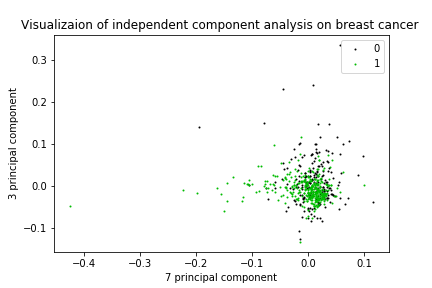 Visualizaion of independent component analysis on breast cancer
0
1
0.3
0.2
0.1
0.0
−0.1
3 principal component
−0.4 −0.3 −0.2 −0.1 0.0 0.1
7 principal component